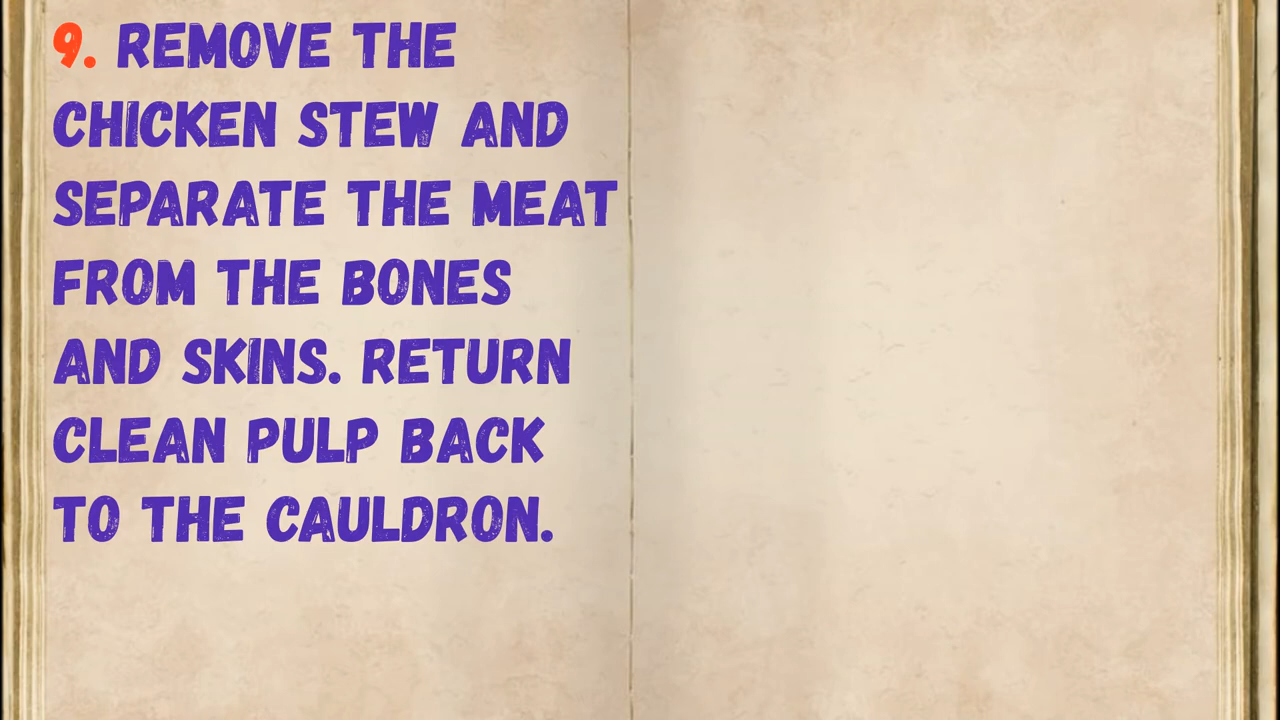 9. REMOVE THE
CHICKEN STEW AND
SEPARATE THE MEAT
FROM THE BONES
AND SKINS. RETURN
CLEAN PULP BACK
TO THE CAULDRON.